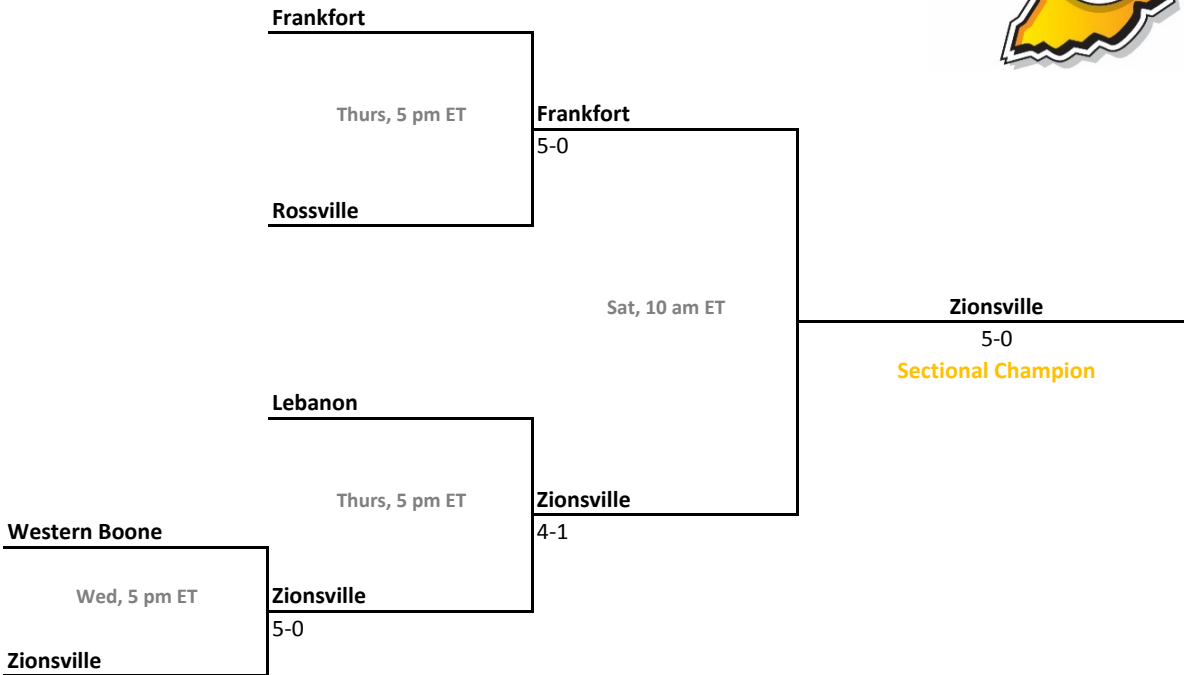 Frankfort
Thurs, 5 pm ET
Frankfort
5-0
Rossville
Sat, 10 am ET
Zionsville
5-0
Sectional Champion
Lebanon
Thurs, 5 pm ET
Zionsville
4-1
Western Boone
Wed, 5 pm ET
Zionsville
5-0
Zionsville